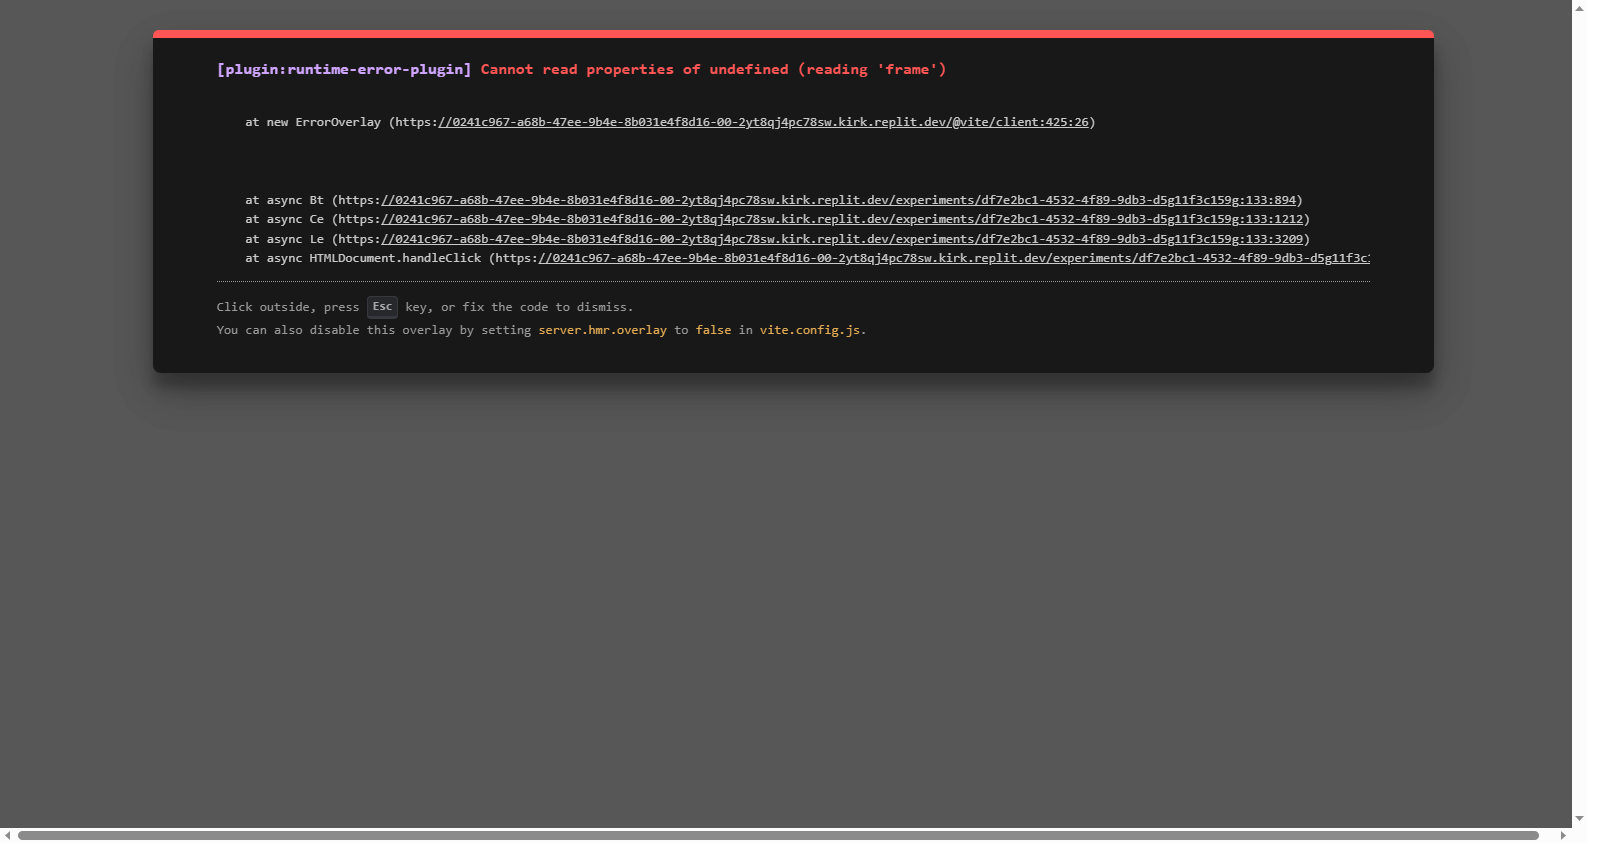 [plugin:runtime-error-plugin] Cannot read properties of undefined (reading 'frame')
at new ErrorOverlay (https://0241c967-a68b-47ee-9b4e-8b031e4f8d16-00-2yt8qj4pc78sw.kirk.replit.dev/@vite/client:425:26)
at async Bt (https://0241c967-a68b-47ee-9b4e-8b031e4f8d16-00-2yt8qj4pc78sw.kirk.replit.dev/experiments/df7e2bc1-4532-4f89-9db3-d5g11f3c159g:133:894)
at async Ce (https://0241c967-a68b-47ee-9b4e-8b031e4f8d16-00-2yt8qj4pc78sw.kirk.replit.dev/experiments/df7e2bc1-4532-4f89-9db3-d5g11f3c159g:133:1212)
at async Le (https://0241c967-a68b-47ee-9b4e-8b031e4f8d16-00-2yt8qj4pc78sw.kirk.replit.dev/experiments/df7e2bc1-4532-4f89-9db3-d5g11f3c159g:133:3209)
at async HTMLDocument.handleClick (https://0241c967-a68b-47ee-9b4e-8b031e4f8d16-00-2yt8qj4pc78sw.kirk.replit.dev/experiments/df7e2bc1-4532-4f89-9db3-d5g11f3c
Click outside, press Esc key, or fix the code to dismiss.
You can also disable this overlay by setting server.hmr.overlay to false in vite.config.js.